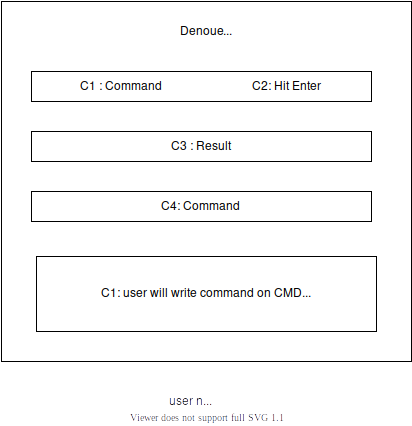 Denoue...
C1 : Command C2: Hit Enter
C3 : Result
C4: Command
C1: user will write command on CMD...
user n...
Viewer does not support full SVG 1.1